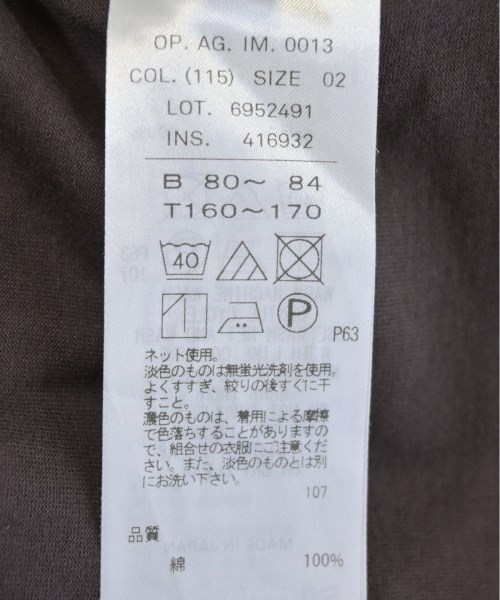 OP. AG. IM. 0013
COL. (115) SIZE 02
LOT. 6952491
INS. 416932
B 80〜 84
T160〜170
40
P
P63
ネット使用。
淡色のものは無蛍光洗剤を使用。
よくすすぎ、絞りの後すぐに干
すこと。
濃色のものは、着用による摩擦
で色落ちすることがありますの
で、組合せの衣服にご注意くだ
さい。また、淡色のものとは別
にお洗い下さい。
107
品質
綿 100%